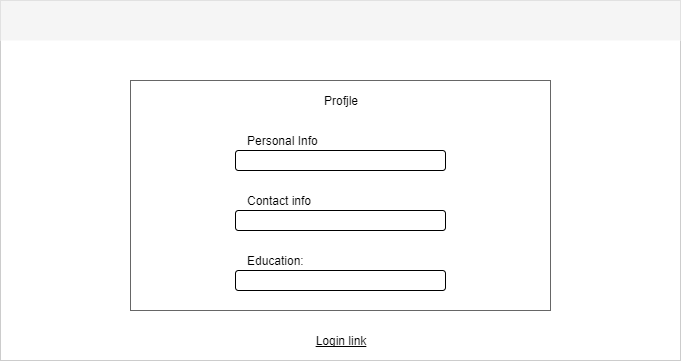 Profjle
Personal Info
Contact info
Education:
Login link